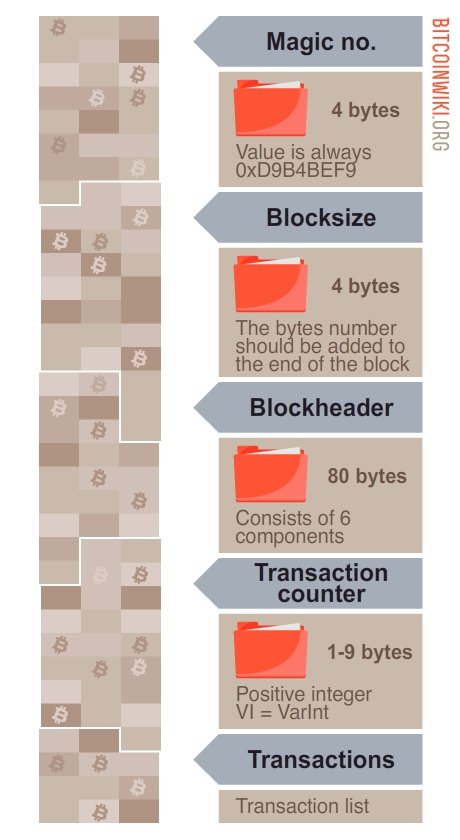 Magic no.
BITCOINWIKI.ORG
4 bytes
Value is always
0xD9B4BEF9
Blocksize
4 bytes
The bytes number
should be added to
the end of the block
Blockheader
80 bytes
Consists of 6
components
Transaction
counter
1-9 bytes
Positive integer
VI = VarInt
Transactions
Transaction list